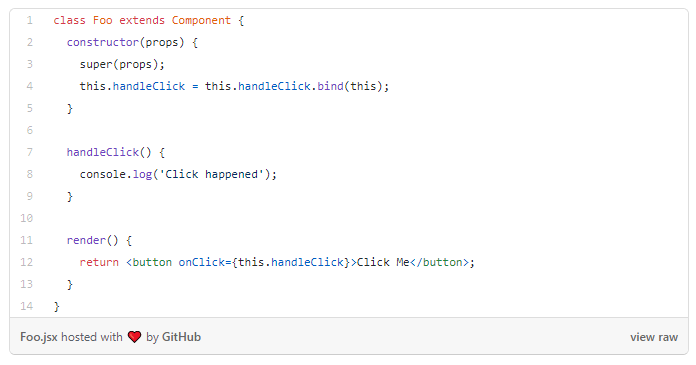 1 class Foo extends Component {
2   constructor(props) {
3     super(props);
4     this.handleClick = this.handleClick.bind(this);
5   }
6
7   handleClick() {
8     console.log('Click happened');
9   }
10
11   render() {
12     return <button onClick={this.handleClick}>Click Me</button>;
13   }
14 }
Foo.jsx hosted with ❤ by GitHub view raw